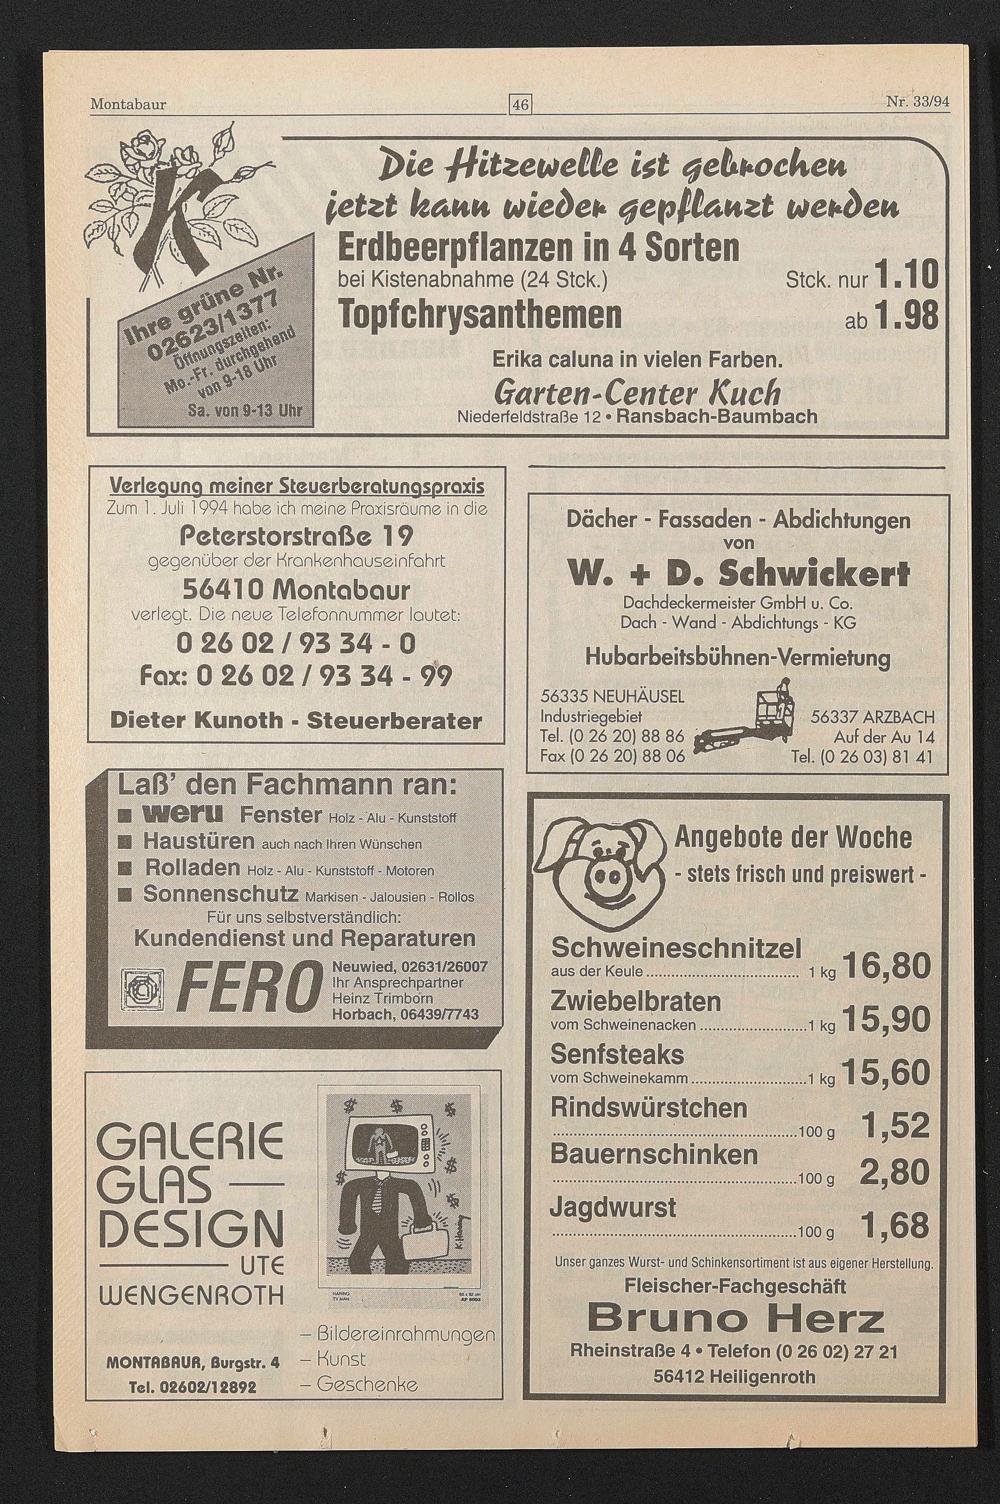 Montabaur
46
Nr. 33/94
Die Hitzewelle ist gebrochen
jetzt kann wieder gepflanzt werden
Erdbeerpflanzen in 4 Sorten
bei Kistenabnahme (24 Stck.) Stck. nur 1.10
Topfchrysanthemen ab 1.98
Erika caluna in vielen Farben.
Garten-Center Kuch
Niederfeldstraße 12 • Ransbach-Baumbach
K
Ihre grüne Nr.
02623/1377
Öffnungszeiten:
Mo.-Fr. durchgehend
von 9-18 Uhr
Sa. von 9-13 Uhr
Verlegung meiner Steuerberatungspraxis
Zum 1. Juli 1994 habe ich meine Praxisräume in die
Peterstorstraße 19
gegenüber der Krankenhauseinfahrt
56410 Montabaur
verlegt. Die neue Telefonnummer lautet:
0 26 02 / 93 34 - 0
Fax: 0 26 02 / 93 34 - 99
Dieter Kunoth - Steuerberater
Laß' den Fachmann ran:
weru Fenster Holz - Alu - Kunststoff
Haustüren auch nach Ihren Wünschen
Rolladen Holz - Alu - Kunststoff - Motoren
Sonnenschutz Markisen - Jalousien - Rollos
Für uns selbstverständlich:
Kundendienst und Reparaturen
FERO
Neuwied, 02631/26007
Ihr Ansprechpartner
Heinz Trimborn
Horbach, 06439/7743
GALERIE
GLAS —
DESIGN
— UTE
WENGENROTH
MONTABAUR, Burgstr. 4
Tel. 02602/12892
$ $ $
$
$ $
K. Haring
HARING
TV MAN
– Bildereinrahmungen
– Kunst
– Geschenke
Dächer - Fassaden - Abdichtungen
von
W. + D. Schwickert
Dachdeckermeister GmbH u. Co.
Dach - Wand - Abdichtungs - KG
Hubarbeitsbühnen-Vermietung
56335 NEUHÄUSEL
Industriegebiet
Tel. (0 26 20) 88 86
Fax (0 26 20) 88 06
56337 ARZBACH
Auf der Au 14
Tel. (0 26 03) 81 41
Angebote der Woche
- stets frisch und preiswert -
Schweineschnitzel
aus der Keule .......... 1 kg 16,80
Zwiebelbraten
vom Schweinenacken .......... 1 kg 15,90
Senfsteaks
vom Schweinekamm .......... 1 kg 15,60
Rindswürstchen
.......... 100 g 1,52
Bauernschinken
.......... 100 g 2,80
Jagdwurst
.......... 100 g 1,68
Unser ganzes Wurst- und Schinkensortiment ist aus eigener Herstellung.
Fleischer-Fachgeschäft
Bruno Herz
Rheinstraße 4 • Telefon (0 26 02) 27 21
56412 Heiligenroth